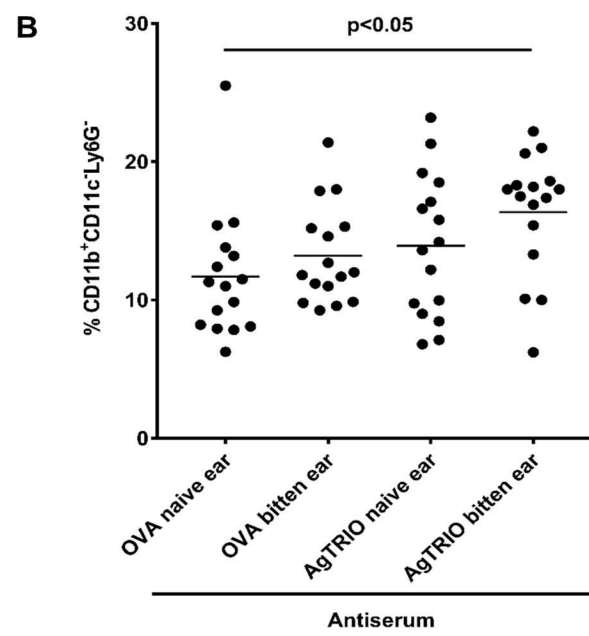 B
p<0.05
30
20
10
0
% CD11b⁺CD11c⁻Ly6G⁻
OVA naive ear
OVA bitten ear
AgTRIO naive ear
AgTRIO bitten ear
Antiserum